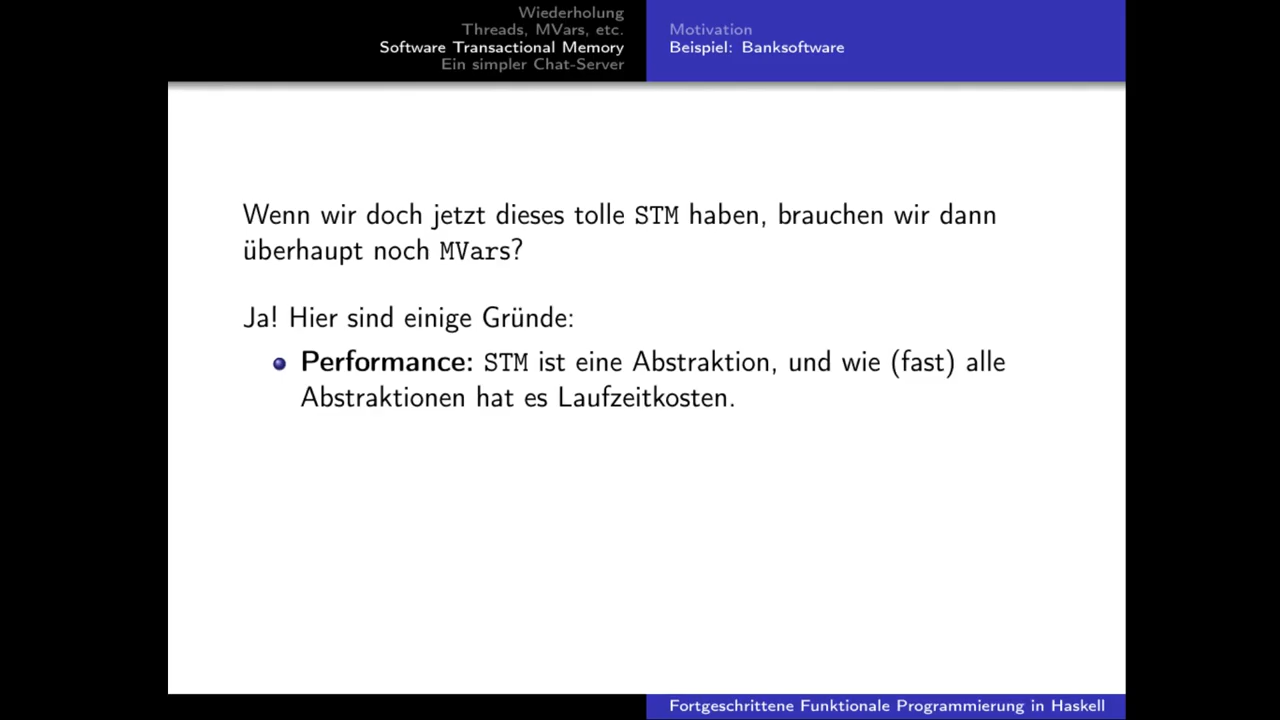 Wiederholung
Threads, MVars, etc.
Software Transactional Memory
Ein simpler Chat-Server
Motivation
Beispiel: Banksoftware
Wenn wir doch jetzt dieses tolle STM haben, brauchen wir dann
überhaupt noch MVars?
Ja! Hier sind einige Gründe:
Performance: STM ist eine Abstraktion, und wie (fast) alle
Abstraktionen hat es Laufzeitkosten.
Fortgeschrittene Funktionale Programmierung in Haskell